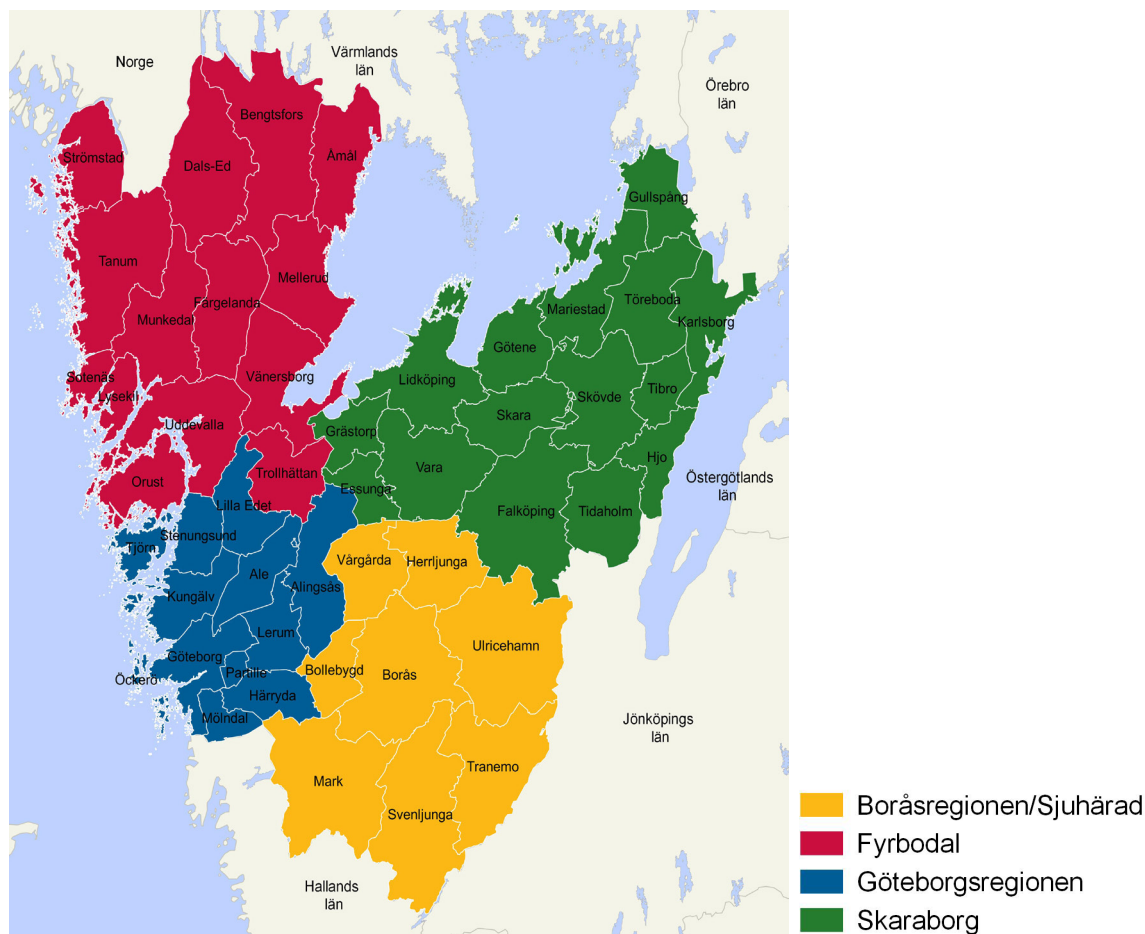 Norge
Värmlands
län
Örebro
län
Bengtsfors
Strömstad
Dals-Ed
Åmål
Gullspång
Tanum
Mellerud
Färgelanda
Munkedal
Mariestad
Töreboda
Karlsborg
Götene
Sotenäs
Lysekil
Vänersborg
Lidköping
Tibro
Skövde
Skara
Uddevalla
Grästorp
Hjo
Vara
Trollhättan
Orust
Essunga
Östergötlands
län
Lilla Edet
Falköping
Tidaholm
Stenungsund
Tjörn
Vårgårda
Herrljunga
Ale
Alingsås
Kungälv
Lerum
Ulricehamn
Göteborg
Partille
Bollebygd
Borås
Öckerö
Härryda
Mölndal
Jönköpings
län
Tranemo
Mark
Svenljunga
Hallands
län
Boråsregionen/Sjuhärad
Fyrbodal
Göteborgsregionen
Skaraborg